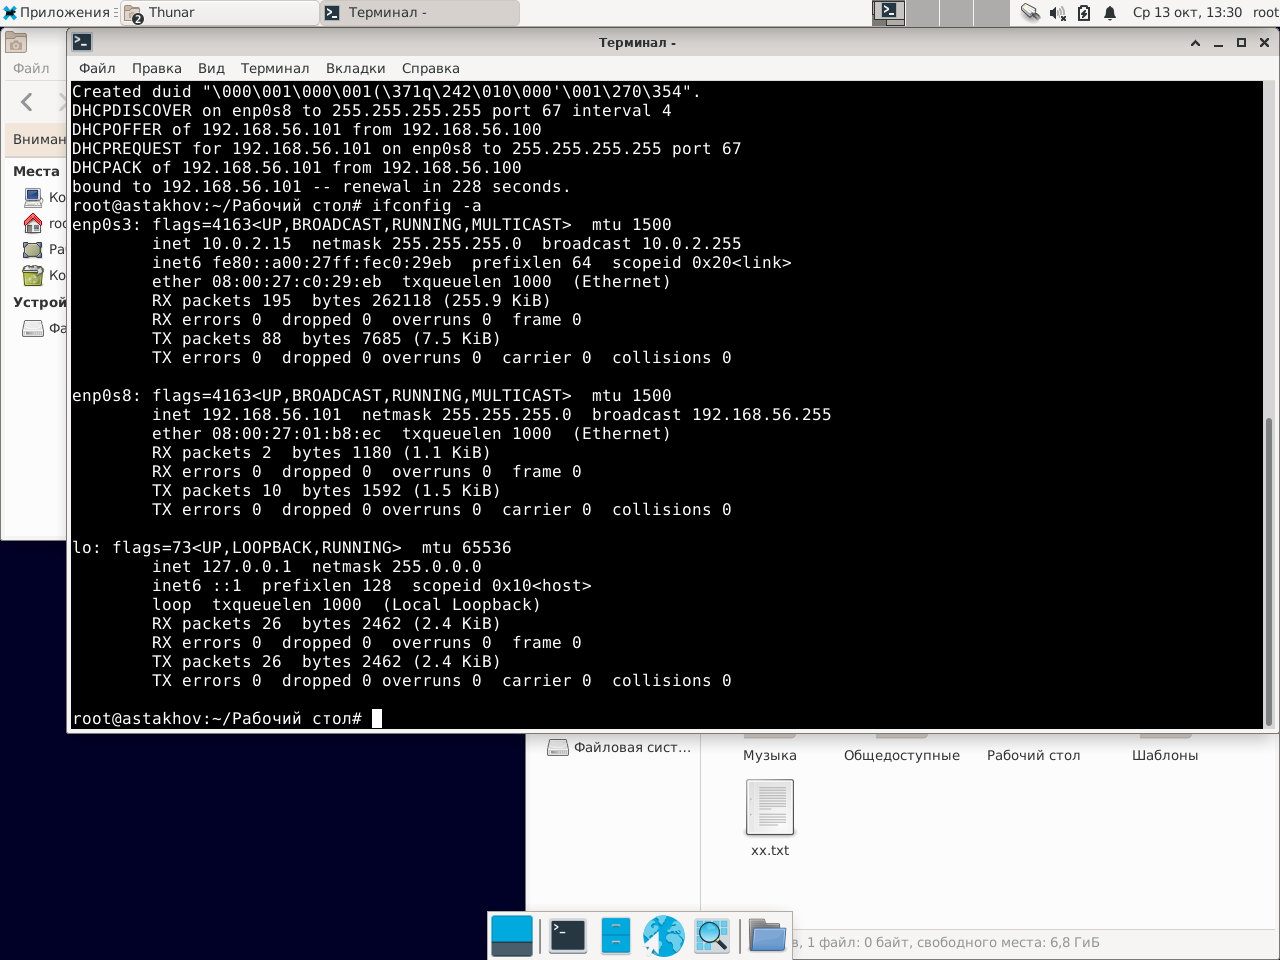 Приложения
2
Thunar
Терминал -
Ср 13 окт, 13:30
root
Терминал -
Файл
Правка
Вид
Терминал
Вкладки
Справка
Файл
Места
Устрой
Created duid "\000\001\000\001(\371q\242\010\000'\001\270\354".
DHCPDISCOVER on enp0s8 to 255.255.255.255 port 67 interval 4
DHCPOFFER of 192.168.56.101 from 192.168.56.100
DHCPREQUEST for 192.168.56.101 on enp0s8 to 255.255.255.255 port 67
DHCPACK of 192.168.56.101 from 192.168.56.100
bound to 192.168.56.101 -- renewal in 228 seconds.
root@astakhov:~/Рабочий стол# ifconfig -a
enp0s3: flags=4163<UP,BROADCAST,RUNNING,MULTICAST>  mtu 1500
        inet 10.0.2.15  netmask 255.255.255.0  broadcast 10.0.2.255
        inet6 fe80::a00:27ff:fec0:29eb  prefixlen 64  scopeid 0x20<link>
        ether 08:00:27:c0:29:eb  txqueuelen 1000  (Ethernet)
        RX packets 195  bytes 262118 (255.9 KiB)
        RX errors 0  dropped 0  overruns 0  frame 0
        TX packets 88  bytes 7685 (7.5 KiB)
        TX errors 0  dropped 0 overruns 0  carrier 0  collisions 0

enp0s8: flags=4163<UP,BROADCAST,RUNNING,MULTICAST>  mtu 1500
        inet 192.168.56.101  netmask 255.255.255.0  broadcast 192.168.56.255
        ether 08:00:27:01:b8:ec  txqueuelen 1000  (Ethernet)
        RX packets 2  bytes 1180 (1.1 KiB)
        RX errors 0  dropped 0  overruns 0  frame 0
        TX packets 10  bytes 1592 (1.5 KiB)
        TX errors 0  dropped 0 overruns 0  carrier 0  collisions 0

lo: flags=73<UP,LOOPBACK,RUNNING>  mtu 65536
        inet 127.0.0.1  netmask 255.0.0.0
        inet6 ::1  prefixlen 128  scopeid 0x10<host>
        loop  txqueuelen 1000  (Local Loopback)
        RX packets 26  bytes 2462 (2.4 KiB)
        RX errors 0  dropped 0  overruns 0  frame 0
        TX packets 26  bytes 2462 (2.4 KiB)
        TX errors 0  dropped 0 overruns 0  carrier 0  collisions 0

root@astakhov:~/Рабочий стол#
Файловая сист...
Музыка
Общедоступные
Рабочий стол
Шаблоны
xx.txt
1 файл: 0 байт, свободного места: 6,8 ГиБ